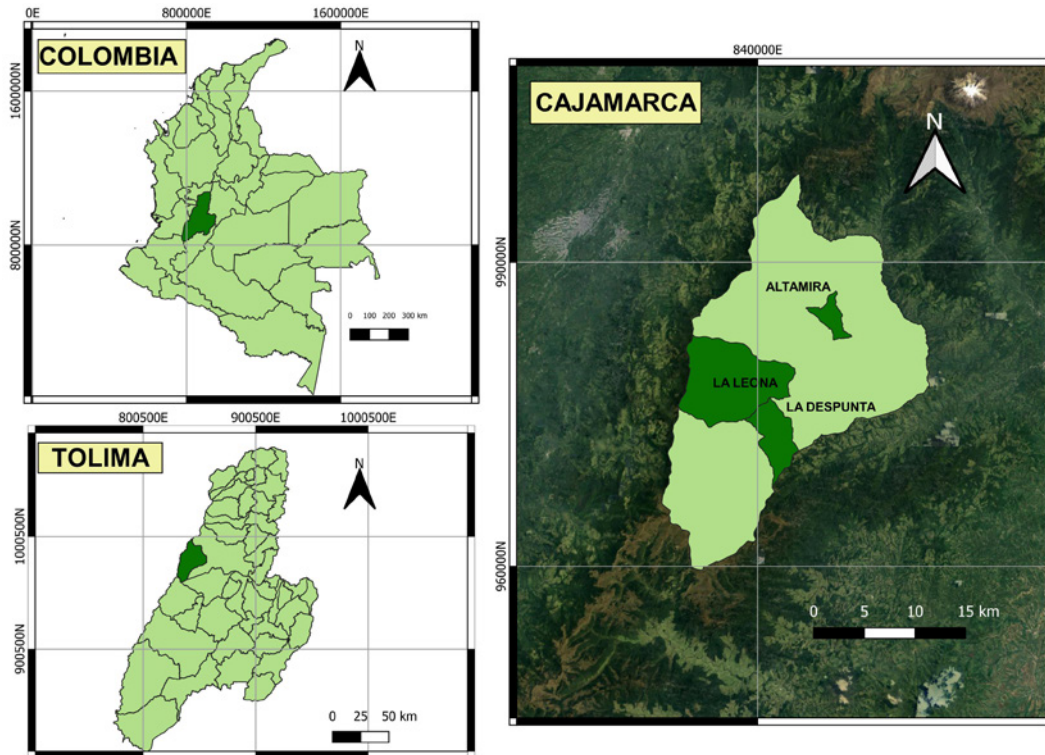 0E 800000E 1600000E
COLOMBIA
N
1600000N
800000N
0 100 200 300 km
800500E 900500E 1000500E
TOLIMA
N
1000500N
900500N
0 25 50 km
840000E
CAJAMARCA
N
990000N
ALTAMIRA
LA LEONA
LA DESPUNTA
960000N
0 5 10 15 km